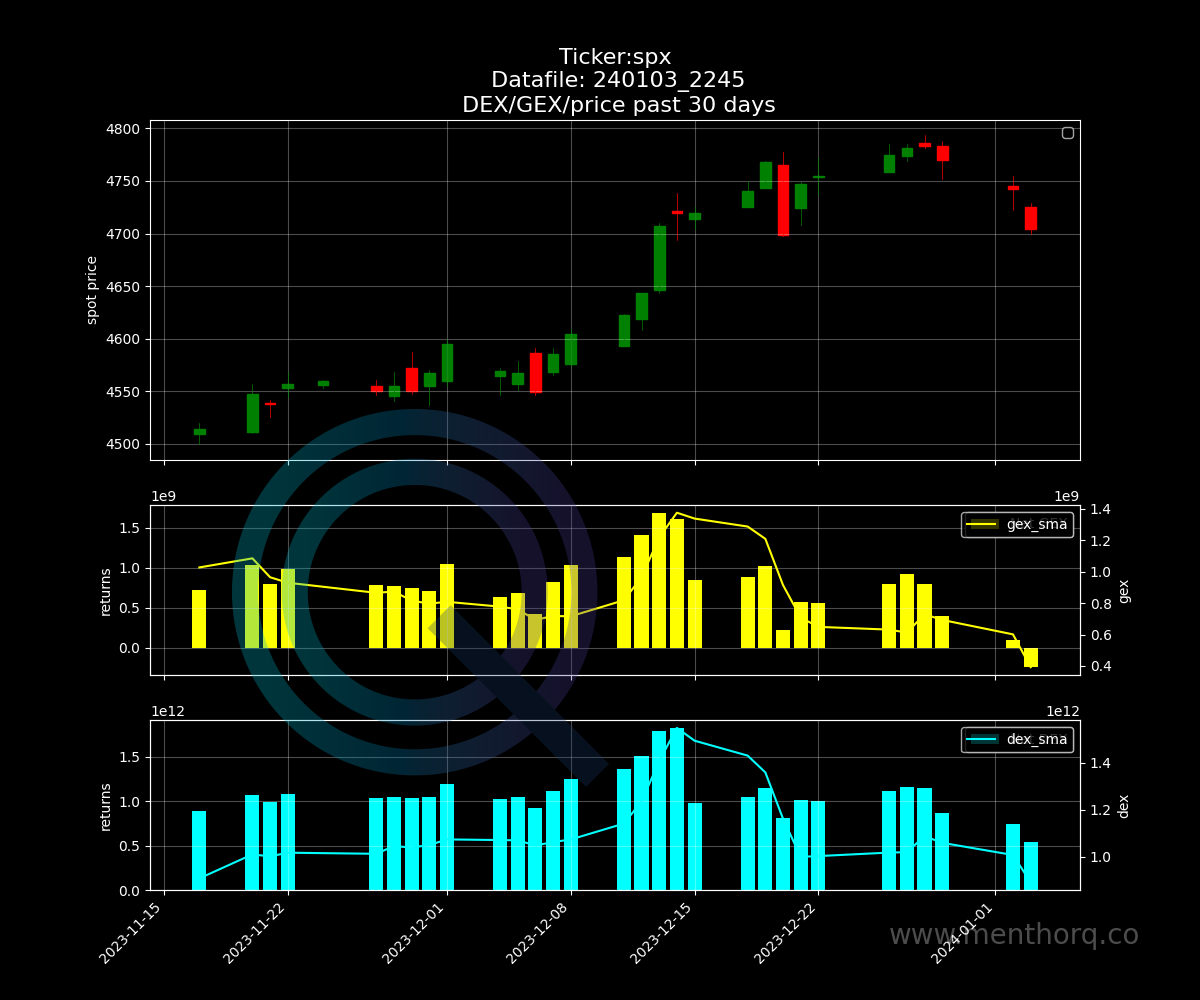 Ticker:spx
Datafile: 240103_2245
DEX/GEX/price past 30 days
4800
4750
4700
4650
4600
4550
4500
spot price
1e9
1e9
1.5
1.0
0.5
0.0
returns
gex_sma
1.4
1.2
1.0
0.8
0.6
0.4
gex
1e12
1e12
1.5
1.0
0.5
0.0
returns
dex_sma
1.4
1.2
1.0
dex
2023-11-15
2023-11-22
2023-12-01
2023-12-08
2023-12-15
2023-12-22
2024-01-01
www.menthorq.co